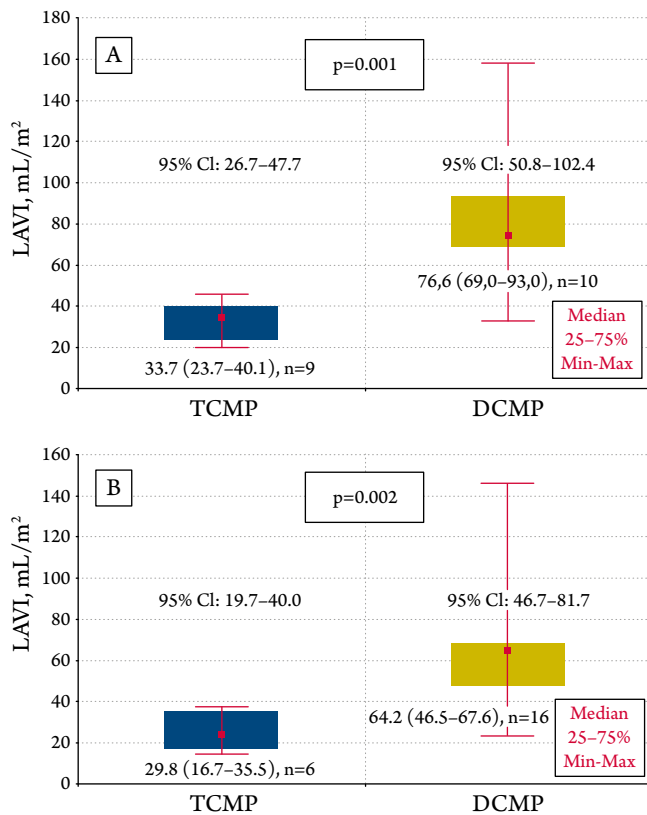 180
160
140
120
100
80
60
40
20
0
LAVI, mL/m²
A
p=0.001
95% Cl: 26.7–47.7
95% Cl: 50.8–102.4
76,6 (69,0–93,0), n=10
33.7 (23.7–40.1), n=9
Median
25–75%
Min-Max
TCMP
DCMP
160
140
120
100
80
60
40
20
0
LAVI, mL/m²
B
p=0.002
95% Cl: 19.7–40.0
95% Cl: 46.7–81.7
64.2 (46.5–67.6), n=16
29.8 (16.7–35.5), n=6
Median
25–75%
Min-Max
TCMP
DCMP